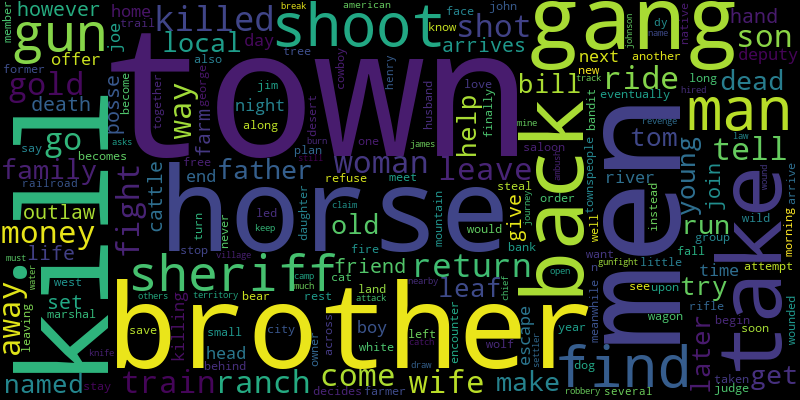 town
brother
men
kill
horse
gang
back
take
man
find
shoot
gun
sheriff
return
money
away
go
killed
shot
gold
family
fight
father
woman
leave
train
ranch
wife
come
make
ride
tom
tell
run
try
later
get
son
bill
help
way
local
old
friend
leaf
young
join
dead
named
posse
farm
cattle
outlaw
death
however
joe
offer
home
day
night
arrives
next
hand
deputy
life
set
marshal
west
end
boy
head
give
escape
river
time
group
townspeople
eventually
another
new
long
native
know
face
john
american
break
member
former
trail
become
becomes
say
asks
railroad
must
water
leaving
stay
knife
killing
save
small
city
behind
others
territory
bear
rest
camp
much
cat
land
attack
white
across
owner
decides
farmer
left
catch
draw
encounter
wolf
nearby
chief
settler
year
dog
robbery
several
judge
taken
begin
soon
wagon
rifle
see
upon
want
little
gunfight
fall
wild
attempt
arrive
morning
wounded
wound
ambush
revenge
law
mine
hired
name
johnson
dy
track
bandit
instead
meanwhile
well
order
bank
saloon
steal
journey
open
finally
love
husband
james
henry
cowboy
desert
tree
jim
george
also
together
along
plan
one
burn
still
free
refuse
meet
mountain
would
daughter
never
turn
stop
led
keep
claim
fire
village
n